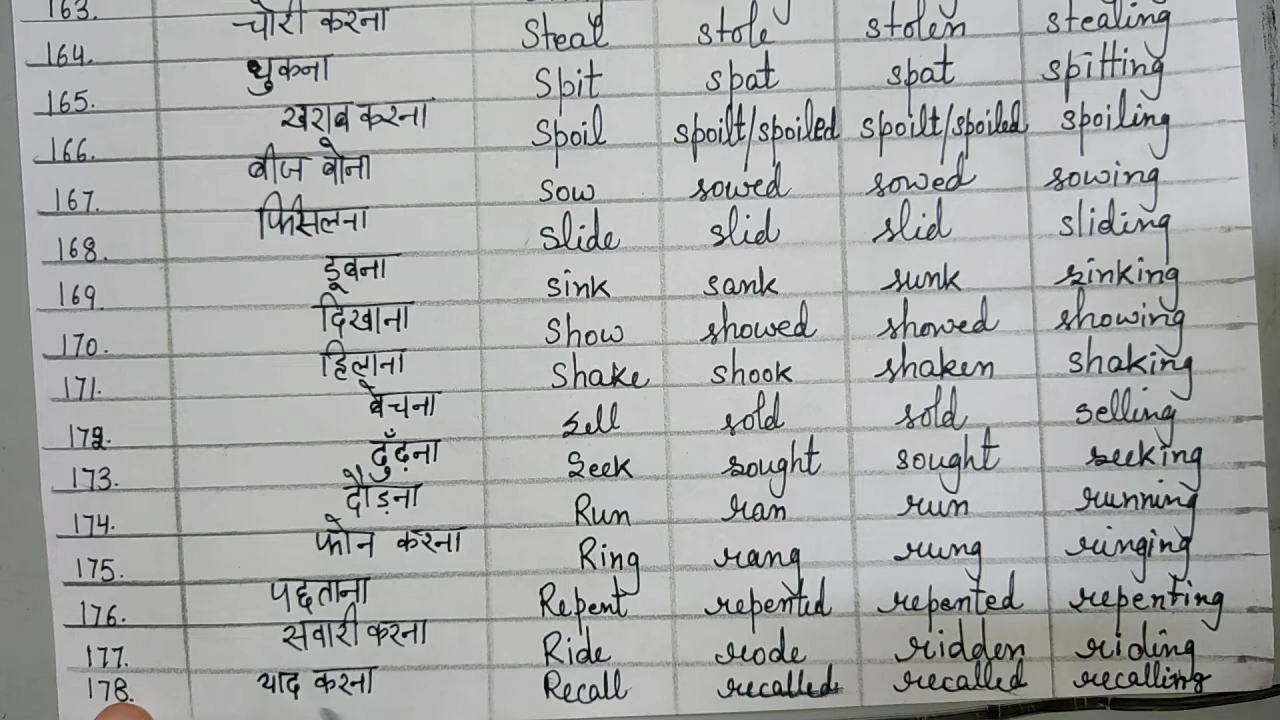 163.
164. चोरी करना Steal stole stolen stealing
165. थुकना Spit spat spat spitting
166. खराब करना Spoil spoilt/spoiled spoilt/spoiled spoiling
167. बीज बोना Sow sowed sowed sowing
168. फिसिलना slide slid slid sliding
169. डूबना sink sank sunk sinking
170. दिखाना Show showed showed showing
171. हिलाना Shake shook shaken shaking
172. बेचना Sell sold sold selling
173. ढुँढ़ना Seek sought sought seeking
174. दौड़ना Run ran run running
175. फोन करना Ring rang rung ringing
176. पछताना Repent repented repented repenting
177. सवारी करना Ride rode ridden riding
178. याद करना Recall recalled recalled recalling